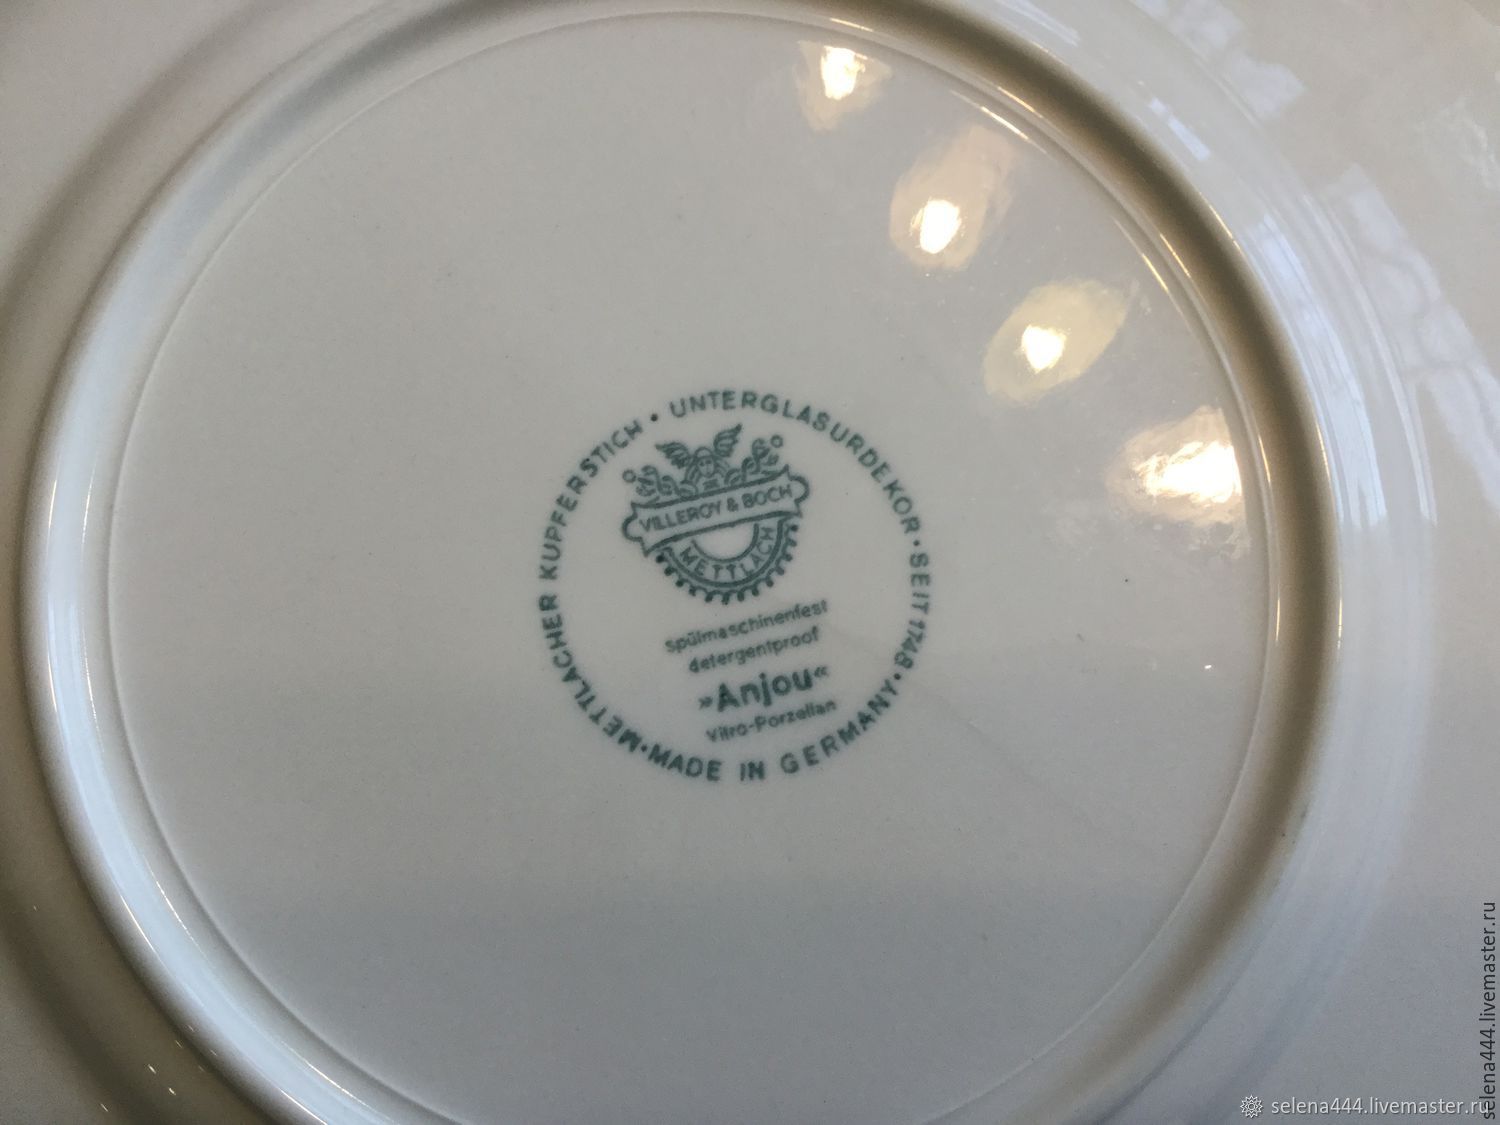 METTLACHER KUPFERSTICH • UNTERGLASURDEKOR • SEIT 1748 • MADE IN GERMANY •
VILLEROY & BOCH
METTLACH
Spülmaschinenfest
detergentproof
»Anjou«
Vitro-Porzellan
selena444.livemaster.ru
selena444.livemaster.ru